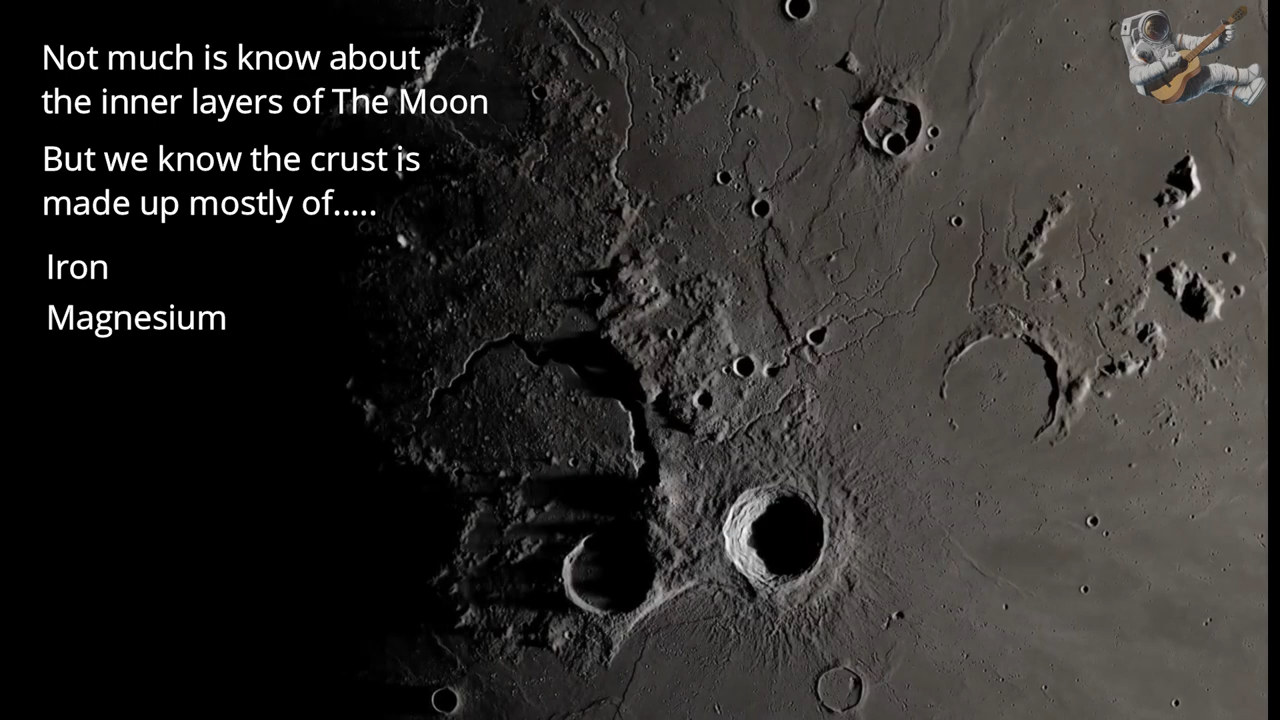 Not much is know about
the inner layers of The Moon
But we know the crust is
made up mostly of.....
Iron
Magnesium